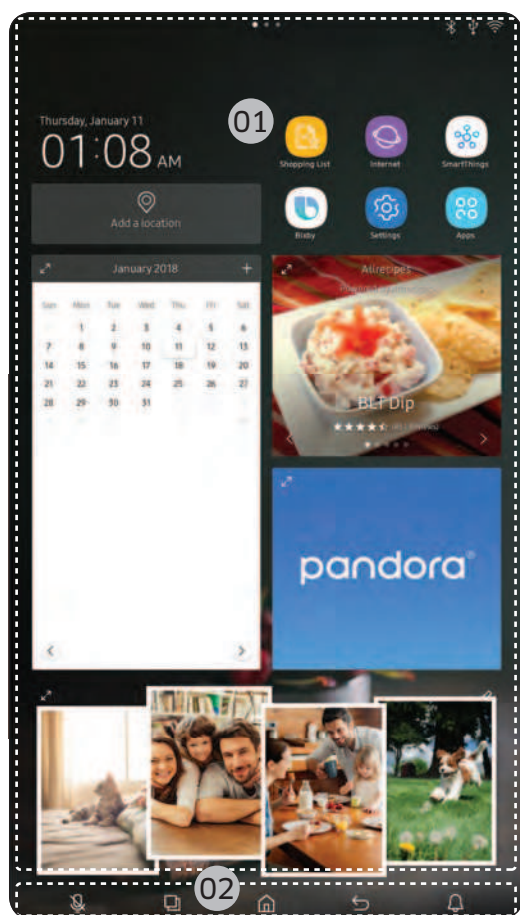 Thursday, January 11
01:08 AM
01
Shopping List
Internet
SmartThings
Add a location
Bixby
Settings
Apps
January 2018 +
Sun Mon Tue Wed Thu Fri Sat
1 2 3 4 5 6
7 8 9 10 11 12 13
14 15 16 17 18 19 20
21 22 23 24 25 26 27
28 29 30 31
Allrecipes
BLT Dip
pandora®
02